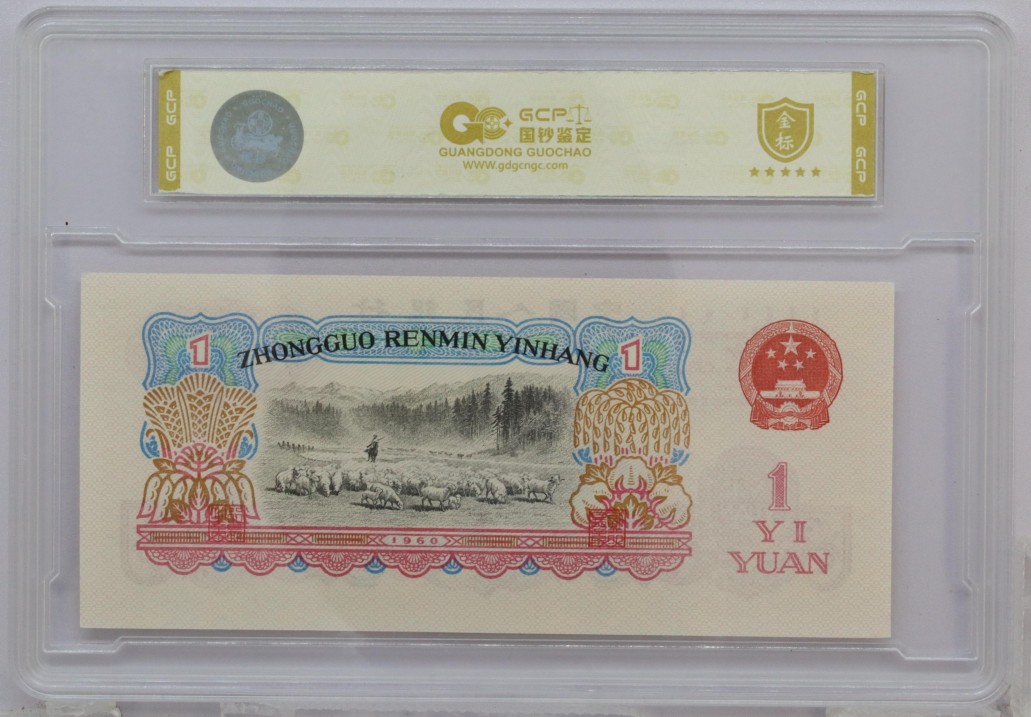 GCP
GCP
GCP
国钞鉴定
GUANGDONG GUOCHAO
WWW.gdgcngc.com
金标
GCP
GCP
1
ZHONGGUO RENMIN YINHANG
1
1960
1
YI
YUAN